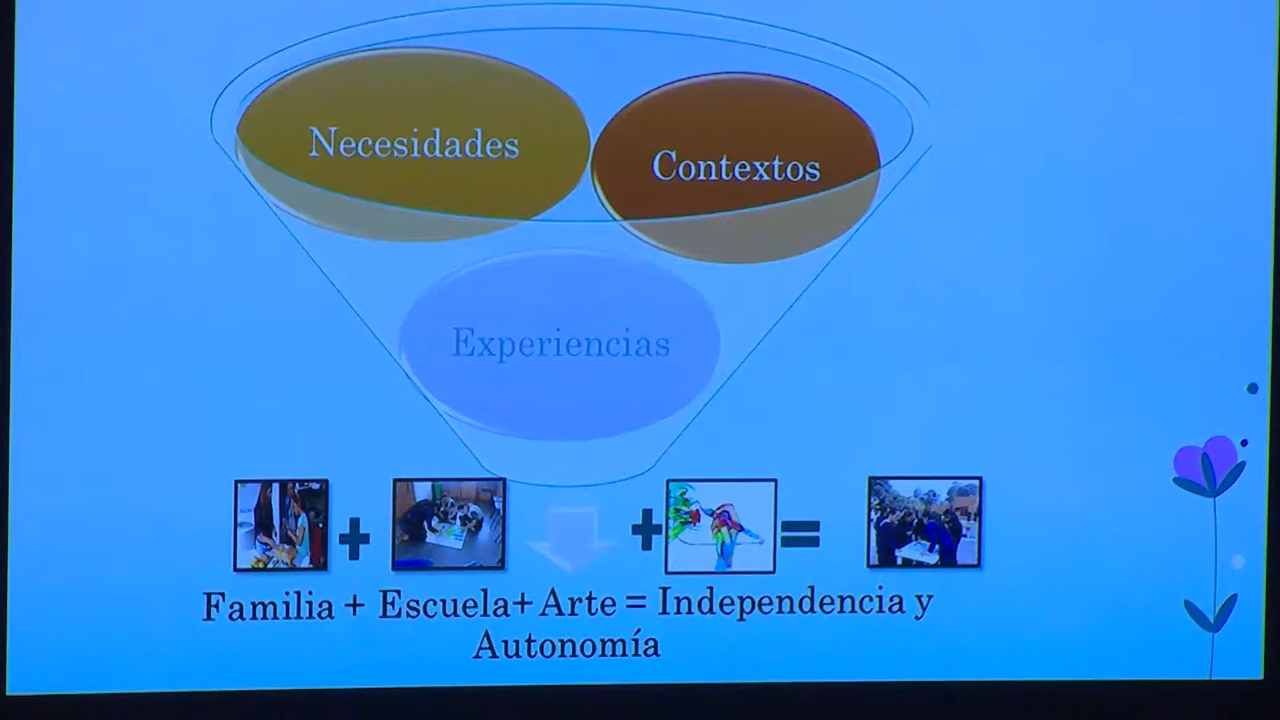 Necesidades
Contextos
Experiencias
+ + =
Familia + Escuela+ Arte = Independencia y
Autonomía